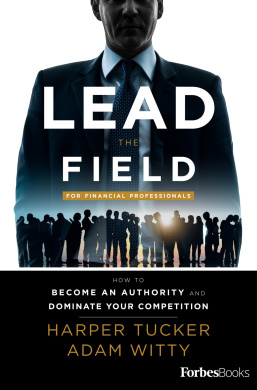 LEAD
THE
FIELD
FOR FINANCIAL PROFESSIONALS
HOW TO
BECOME AN AUTHORITY AND
DOMINATE YOUR COMPETITION
HARPER TUCKER
ADAM WITTY
ForbesBooks